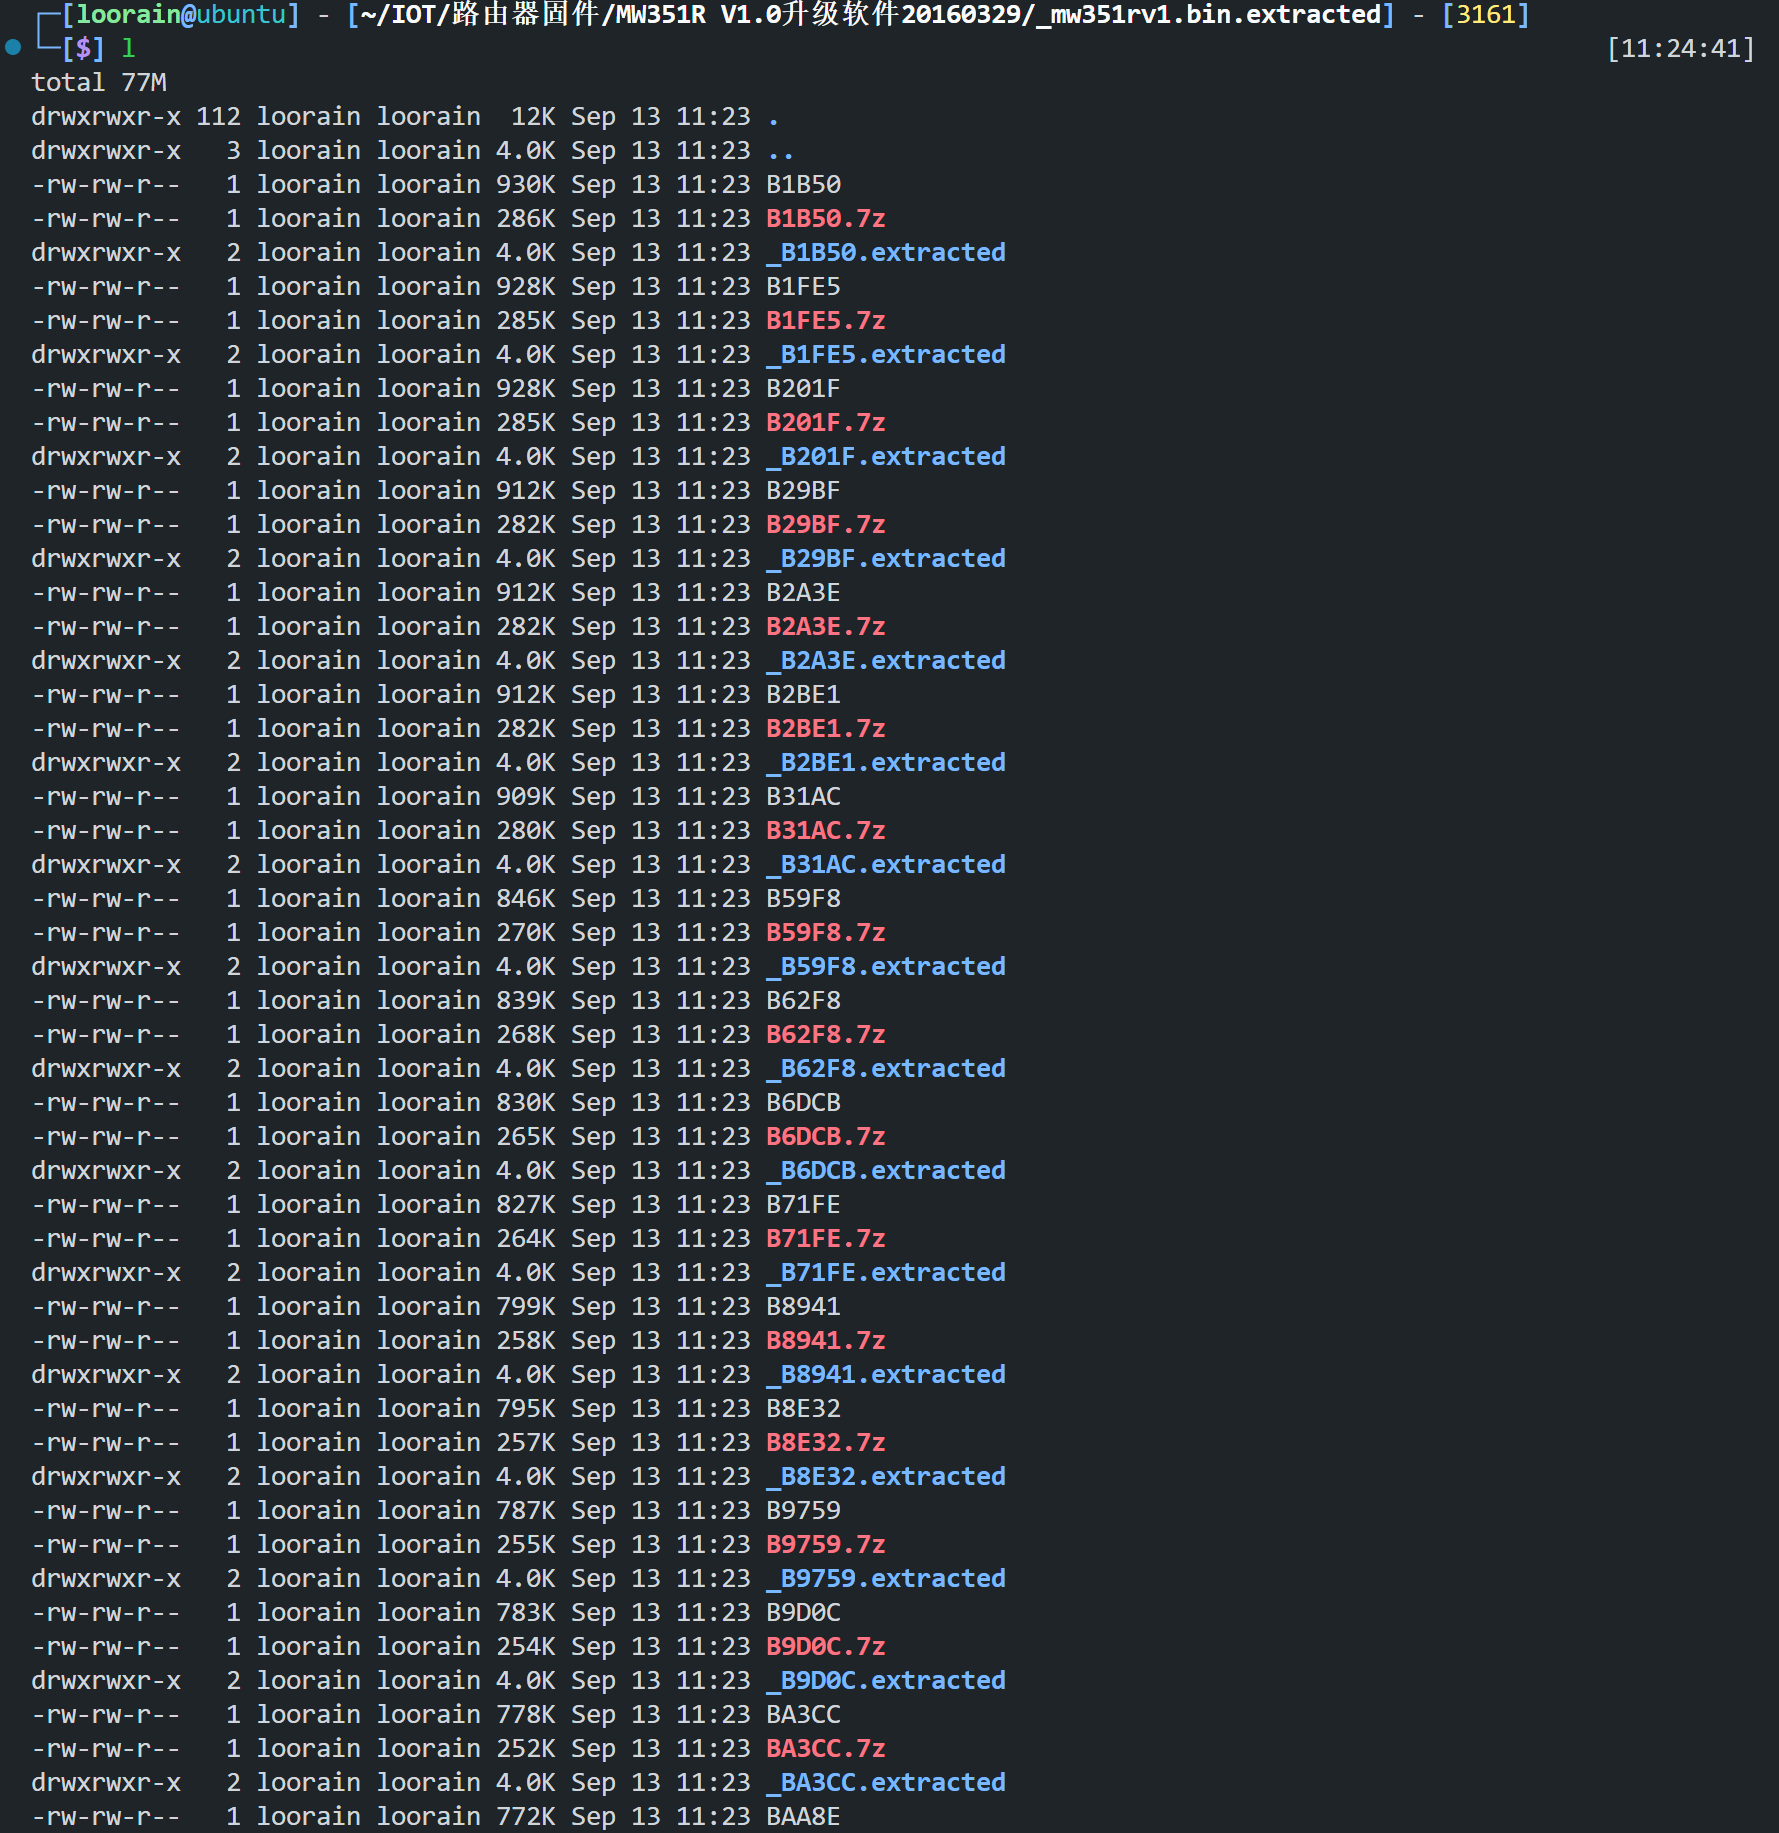 [loorain@ubuntu] - [~/IOT/路由器固件/MW351R V1.0升级软件20160329/_mw351rv1.bin.extracted] - [3161]
[$] l [11:24:41]
total 77M
drwxrwxr-x 112 loorain loorain  12K Sep 13 11:23 .
drwxrwxr-x   3 loorain loorain 4.0K Sep 13 11:23 ..
-rw-rw-r--   1 loorain loorain 930K Sep 13 11:23 B1B50
-rw-rw-r--   1 loorain loorain 286K Sep 13 11:23 B1B50.7z
drwxrwxr-x   2 loorain loorain 4.0K Sep 13 11:23 _B1B50.extracted
-rw-rw-r--   1 loorain loorain 928K Sep 13 11:23 B1FE5
-rw-rw-r--   1 loorain loorain 285K Sep 13 11:23 B1FE5.7z
drwxrwxr-x   2 loorain loorain 4.0K Sep 13 11:23 _B1FE5.extracted
-rw-rw-r--   1 loorain loorain 928K Sep 13 11:23 B201F
-rw-rw-r--   1 loorain loorain 285K Sep 13 11:23 B201F.7z
drwxrwxr-x   2 loorain loorain 4.0K Sep 13 11:23 _B201F.extracted
-rw-rw-r--   1 loorain loorain 912K Sep 13 11:23 B29BF
-rw-rw-r--   1 loorain loorain 282K Sep 13 11:23 B29BF.7z
drwxrwxr-x   2 loorain loorain 4.0K Sep 13 11:23 _B29BF.extracted
-rw-rw-r--   1 loorain loorain 912K Sep 13 11:23 B2A3E
-rw-rw-r--   1 loorain loorain 282K Sep 13 11:23 B2A3E.7z
drwxrwxr-x   2 loorain loorain 4.0K Sep 13 11:23 _B2A3E.extracted
-rw-rw-r--   1 loorain loorain 912K Sep 13 11:23 B2BE1
-rw-rw-r--   1 loorain loorain 282K Sep 13 11:23 B2BE1.7z
drwxrwxr-x   2 loorain loorain 4.0K Sep 13 11:23 _B2BE1.extracted
-rw-rw-r--   1 loorain loorain 909K Sep 13 11:23 B31AC
-rw-rw-r--   1 loorain loorain 280K Sep 13 11:23 B31AC.7z
drwxrwxr-x   2 loorain loorain 4.0K Sep 13 11:23 _B31AC.extracted
-rw-rw-r--   1 loorain loorain 846K Sep 13 11:23 B59F8
-rw-rw-r--   1 loorain loorain 270K Sep 13 11:23 B59F8.7z
drwxrwxr-x   2 loorain loorain 4.0K Sep 13 11:23 _B59F8.extracted
-rw-rw-r--   1 loorain loorain 839K Sep 13 11:23 B62F8
-rw-rw-r--   1 loorain loorain 268K Sep 13 11:23 B62F8.7z
drwxrwxr-x   2 loorain loorain 4.0K Sep 13 11:23 _B62F8.extracted
-rw-rw-r--   1 loorain loorain 830K Sep 13 11:23 B6DCB
-rw-rw-r--   1 loorain loorain 265K Sep 13 11:23 B6DCB.7z
drwxrwxr-x   2 loorain loorain 4.0K Sep 13 11:23 _B6DCB.extracted
-rw-rw-r--   1 loorain loorain 827K Sep 13 11:23 B71FE
-rw-rw-r--   1 loorain loorain 264K Sep 13 11:23 B71FE.7z
drwxrwxr-x   2 loorain loorain 4.0K Sep 13 11:23 _B71FE.extracted
-rw-rw-r--   1 loorain loorain 799K Sep 13 11:23 B8941
-rw-rw-r--   1 loorain loorain 258K Sep 13 11:23 B8941.7z
drwxrwxr-x   2 loorain loorain 4.0K Sep 13 11:23 _B8941.extracted
-rw-rw-r--   1 loorain loorain 795K Sep 13 11:23 B8E32
-rw-rw-r--   1 loorain loorain 257K Sep 13 11:23 B8E32.7z
drwxrwxr-x   2 loorain loorain 4.0K Sep 13 11:23 _B8E32.extracted
-rw-rw-r--   1 loorain loorain 787K Sep 13 11:23 B9759
-rw-rw-r--   1 loorain loorain 255K Sep 13 11:23 B9759.7z
drwxrwxr-x   2 loorain loorain 4.0K Sep 13 11:23 _B9759.extracted
-rw-rw-r--   1 loorain loorain 783K Sep 13 11:23 B9D0C
-rw-rw-r--   1 loorain loorain 254K Sep 13 11:23 B9D0C.7z
drwxrwxr-x   2 loorain loorain 4.0K Sep 13 11:23 _B9D0C.extracted
-rw-rw-r--   1 loorain loorain 778K Sep 13 11:23 BA3CC
-rw-rw-r--   1 loorain loorain 252K Sep 13 11:23 BA3CC.7z
drwxrwxr-x   2 loorain loorain 4.0K Sep 13 11:23 _BA3CC.extracted
-rw-rw-r--   1 loorain loorain 772K Sep 13 11:23 BAA8E